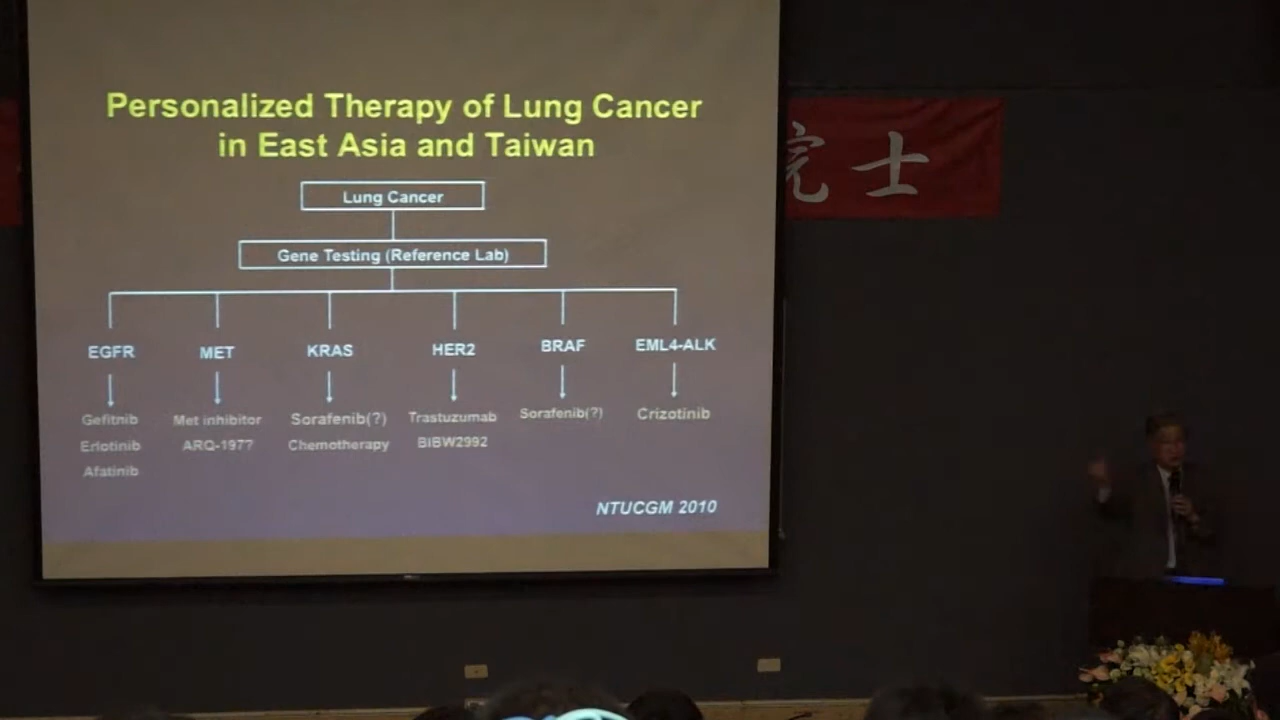 Personalized Therapy of Lung Cancer
in East Asia and Taiwan
Lung Cancer
Gene Testing (Reference Lab)
EGFR
MET
KRAS
HER2
BRAF
EML4-ALK
Gefitnib
Erlotinib
Afatinib
Met inhibitor
ARQ-197?
Sorafenib(?)
Chemotherapy
Trastuzumab
BIBW2992
Sorafenib(?)
Crizotinib
NTUCGM 2010
院士